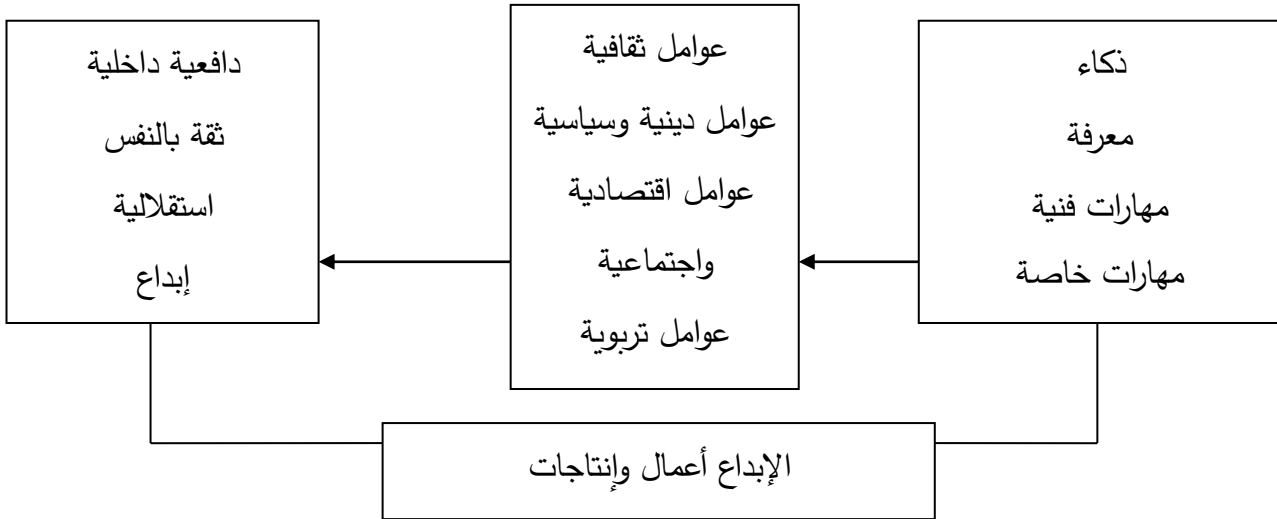 ذكاء
معرفة
مهارات فنية
مهارات خاصة
عوامل ثقافية
عوامل دينية وسياسية
عوامل اقتصادية
واجتماعية
عوامل تربوية
دافعية داخلية
ثقة بالنفس
استقلالية
إبداع
الإبداع أعمال وإنتاجات